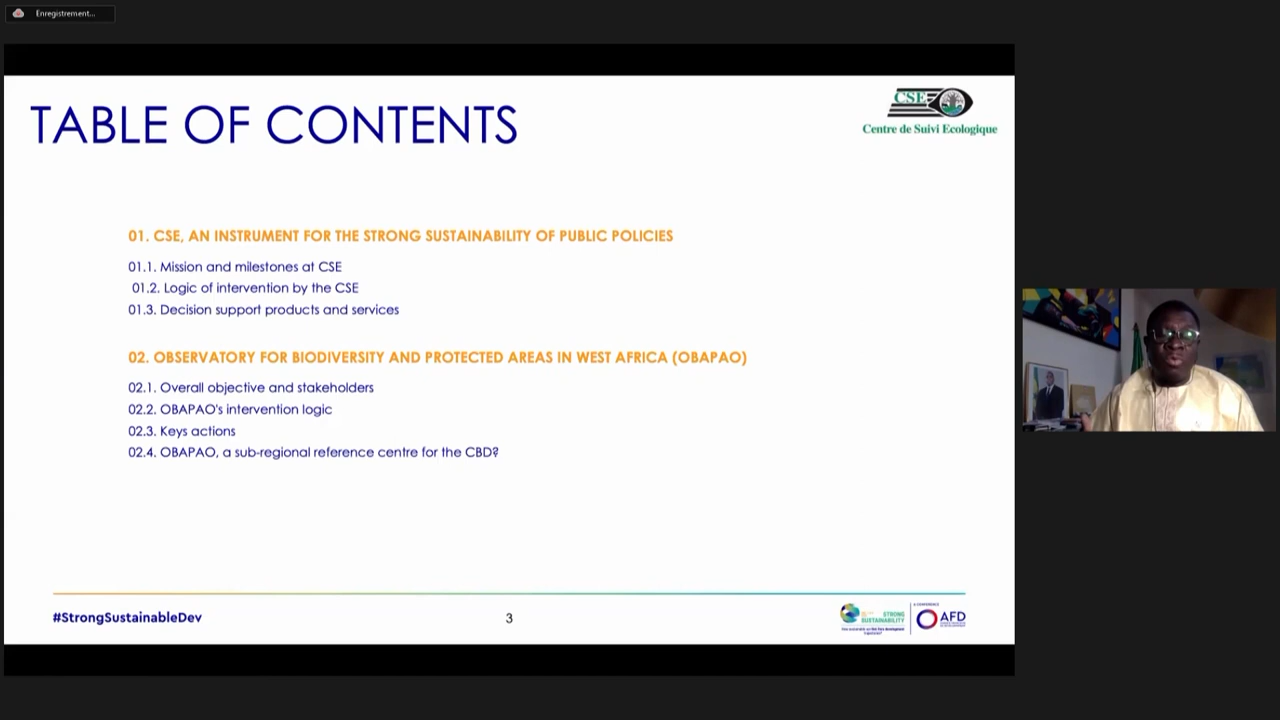 Enregistrement...
TABLE OF CONTENTS
CSE
Centre de Suivi Ecologique
01. CSE, AN INSTRUMENT FOR THE STRONG SUSTAINABILITY OF PUBLIC POLICIES
01.1. Mission and milestones at CSE
01.2. Logic of intervention by the CSE
01.3. Decision support products and services
02. OBSERVATORY FOR BIODIVERSITY AND PROTECTED AREAS IN WEST AFRICA (OBAPAO)
02.1. Overall objective and stakeholders
02.2. OBAPAO's intervention logic
02.3. Keys actions
02.4. OBAPAO, a sub-regional reference centre for the CBD?
#StrongSustainableDev
3
STRONG
SUSTAINABILITY
A CONFERENCE
AFD